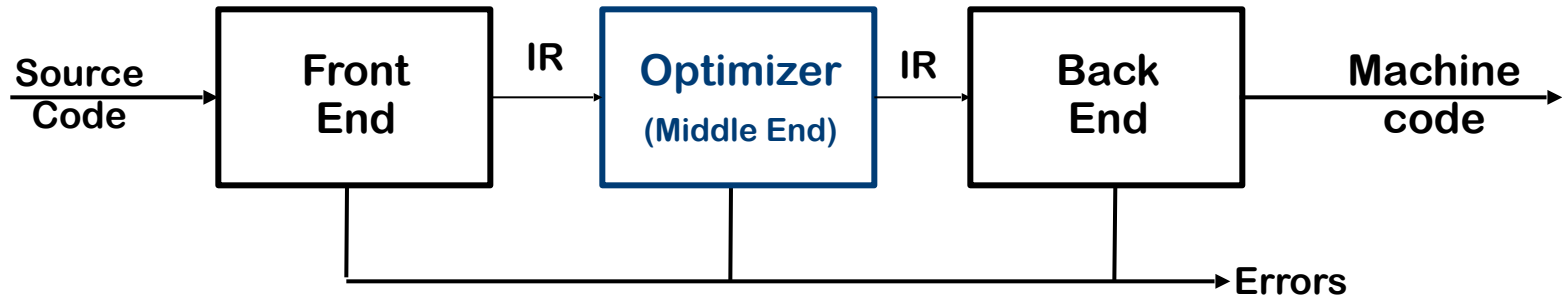 Source
Code
Front
End
IR
Optimizer
(Middle End)
IR
Back
End
Machine
code
Errors